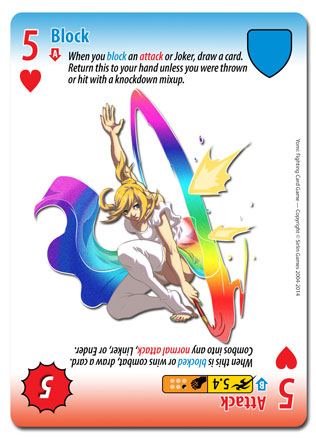 5 Block
A When you block an attack or Joker, draw a card.
Return this to your hand unless you were thrown
or hit with a knockdown mixup.
Yomi: Fighting Card Game — Copyright © Sirlin Games 2004-2014
5 Attack
B 5.4
When this is blocked or wins combat, draw a card.
Combos into any normal attack, Linker, or Ender.
5